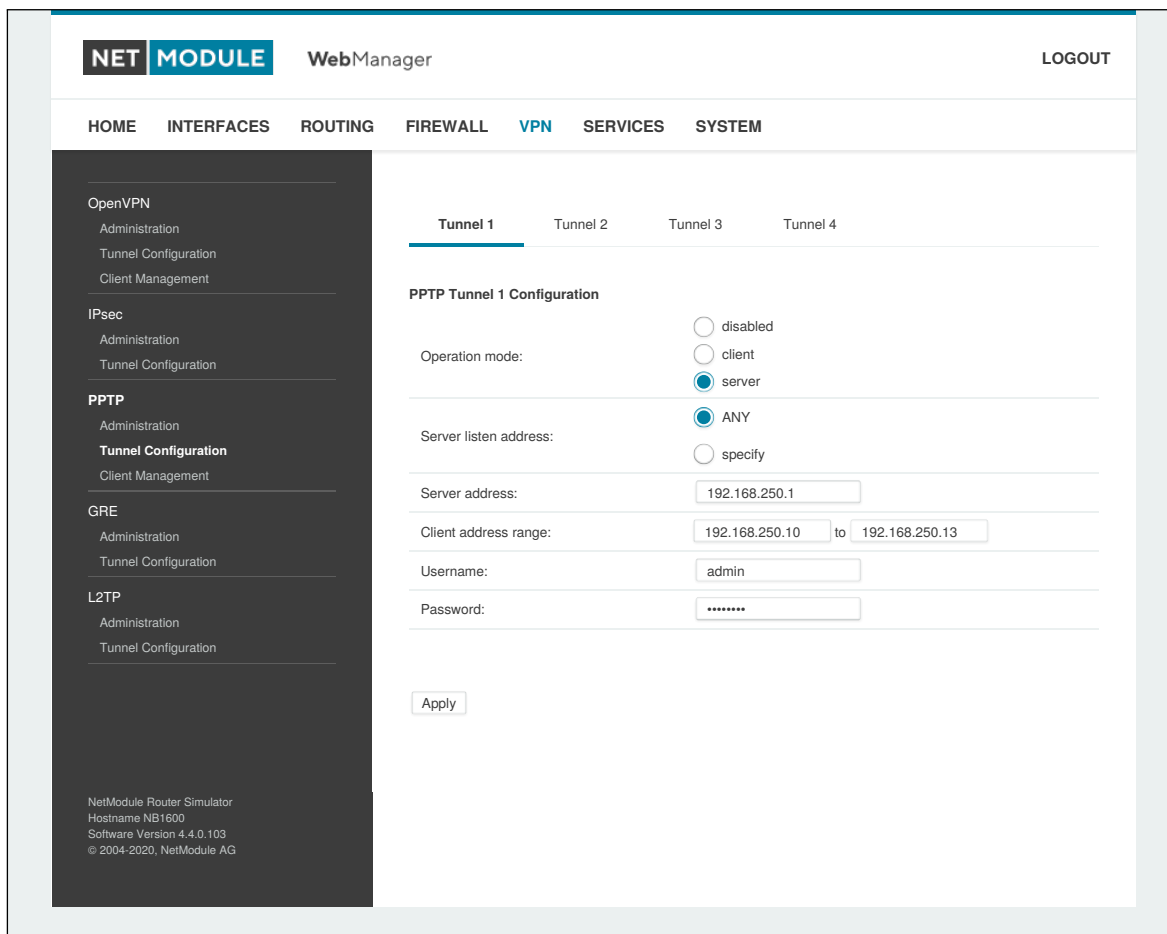 NET MODULE WebManager LOGOUT
HOME INTERFACES ROUTING FIREWALL VPN SERVICES SYSTEM
OpenVPN
Administration
Tunnel Configuration
Client Management
IPsec
Administration
Tunnel Configuration
PPTP
Administration
Tunnel Configuration
Client Management
GRE
Administration
Tunnel Configuration
L2TP
Administration
Tunnel Configuration
NetModule Router Simulator
Hostname NB1600
Software Version 4.4.0.103
© 2004-2020, NetModule AG
Tunnel 1 Tunnel 2 Tunnel 3 Tunnel 4
PPTP Tunnel 1 Configuration
Operation mode:
disabled
client
server
Server listen address:
ANY
specify
Server address: 192.168.250.1
Client address range: 192.168.250.10 to 192.168.250.13
Username: admin
Password: ••••••••
Apply